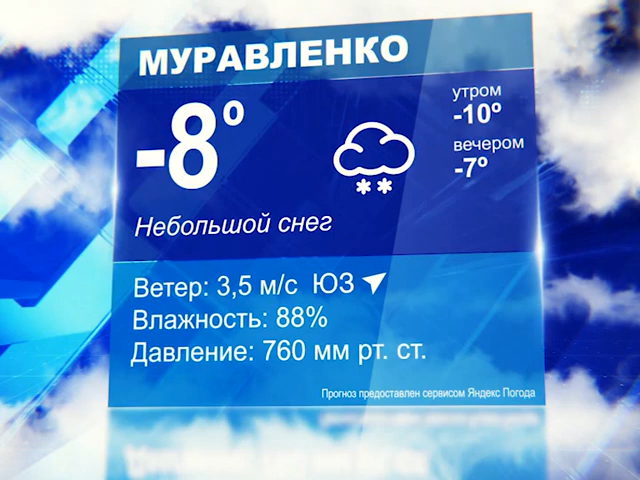 МУРАВЛЕНКО
-8°
утром
-10°
вечером
-7°
Небольшой снег
Ветер: 3,5 м/с ЮЗ
Влажность: 88%
Давление: 760 мм рт. ст.
Прогноз предоставлен сервисом Яндекс Погода